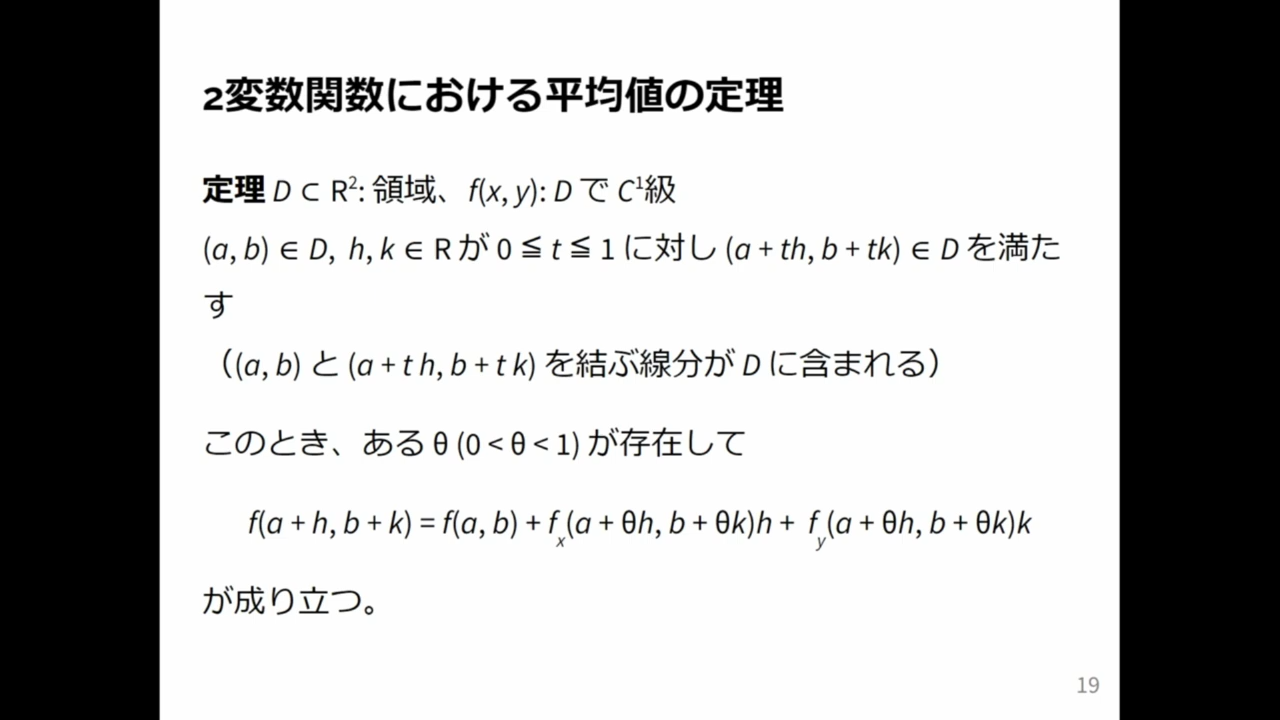 2変数関数における平均値の定理
定理 D ⊂ R²: 領域、f(x, y): D で C¹級
(a, b) ∈ D, h, k ∈ R が 0 ≦ t ≦ 1 に対し (a + th, b + tk) ∈ D を満た
す
（(a, b) と (a + t h, b + t k) を結ぶ線分が D に含まれる）
このとき、ある θ (0 < θ < 1) が存在して
f(a + h, b + k) = f(a, b) + fₓ(a + θh, b + θk)h + f_y(a + θh, b + θk)k
が成り立つ。
19